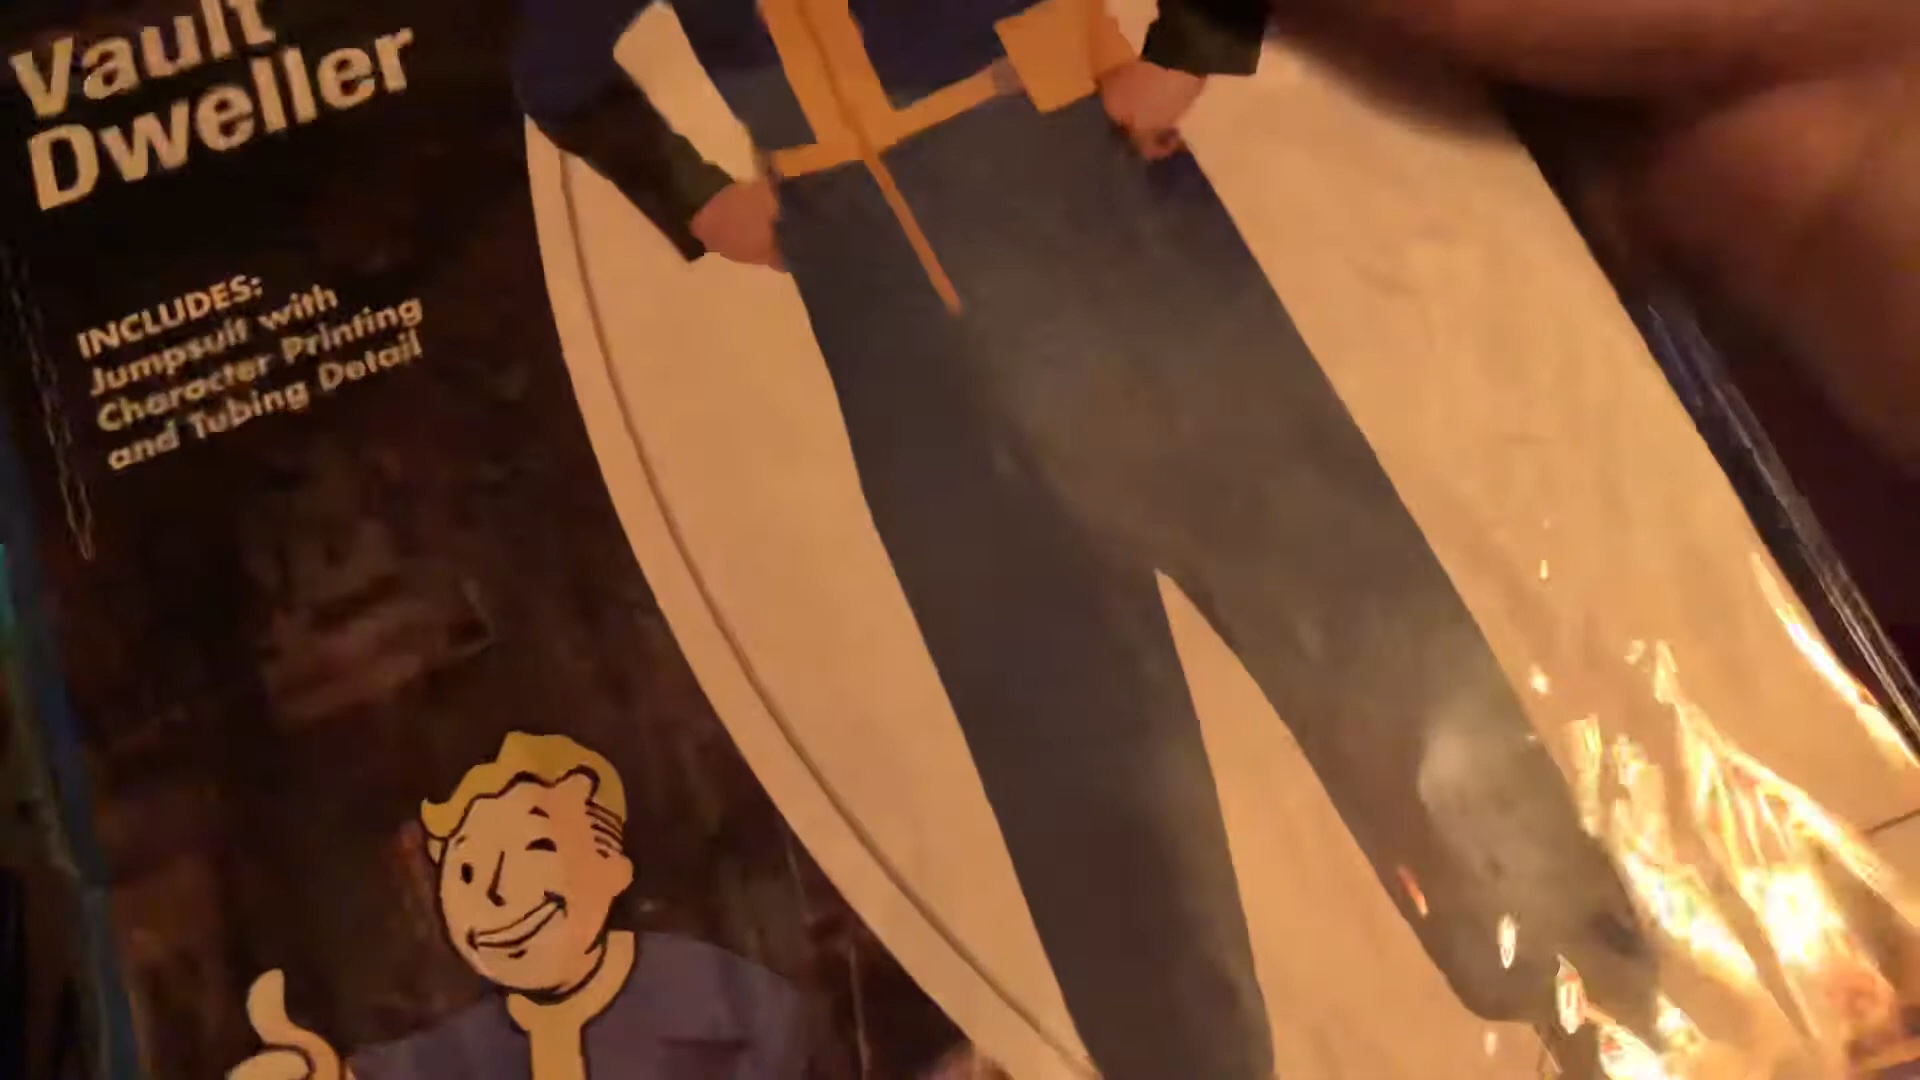 Vault
Dweller
INCLUDES:
Jumpsuit with
Character Printing
and Tubing Detail